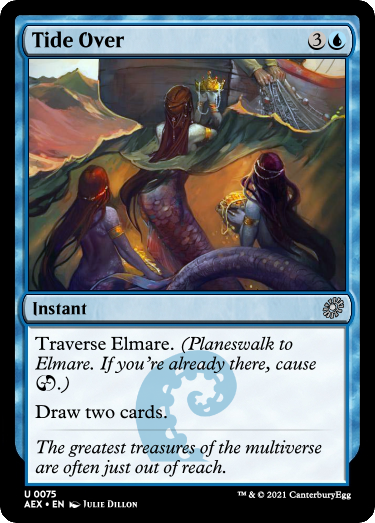 Tide Over 3
Instant
Traverse Elmare. (Planeswalk to
Elmare. If you're already there, cause
.)
Draw two cards.
The greatest treasures of the multiverse
are often just out of reach.
U 0075
AEX • EN JULIE DILLON
™ & © 2021 CanterburyEgg